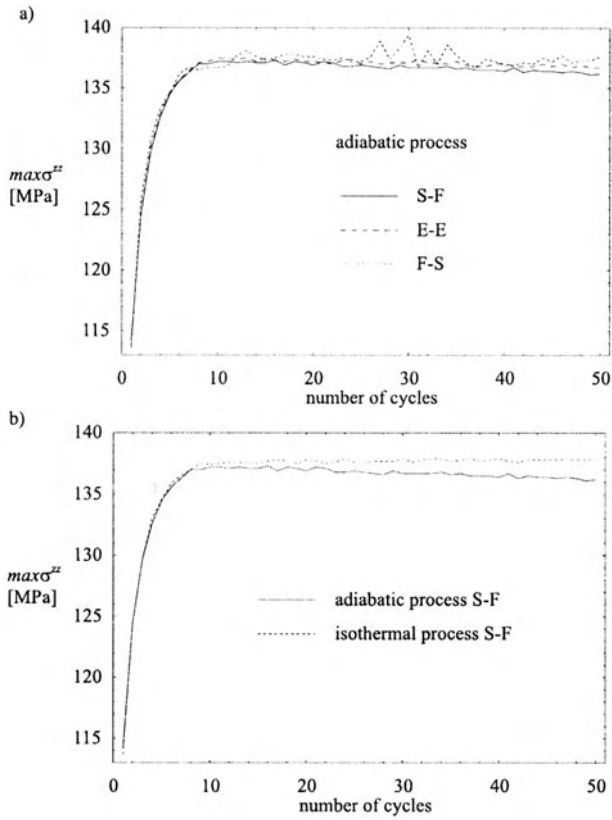 a)
140
135
130
125
120
115
maxσ^zz
[MPa]
adiabatic process
S-F
E-E
F-S
0 10 20 30 40 50
number of cycles
b)
140
135
130
125
120
115
maxσ^zz
[MPa]
adiabatic process S-F
isothermal process S-F
0 10 20 30 40 50
number of cycles